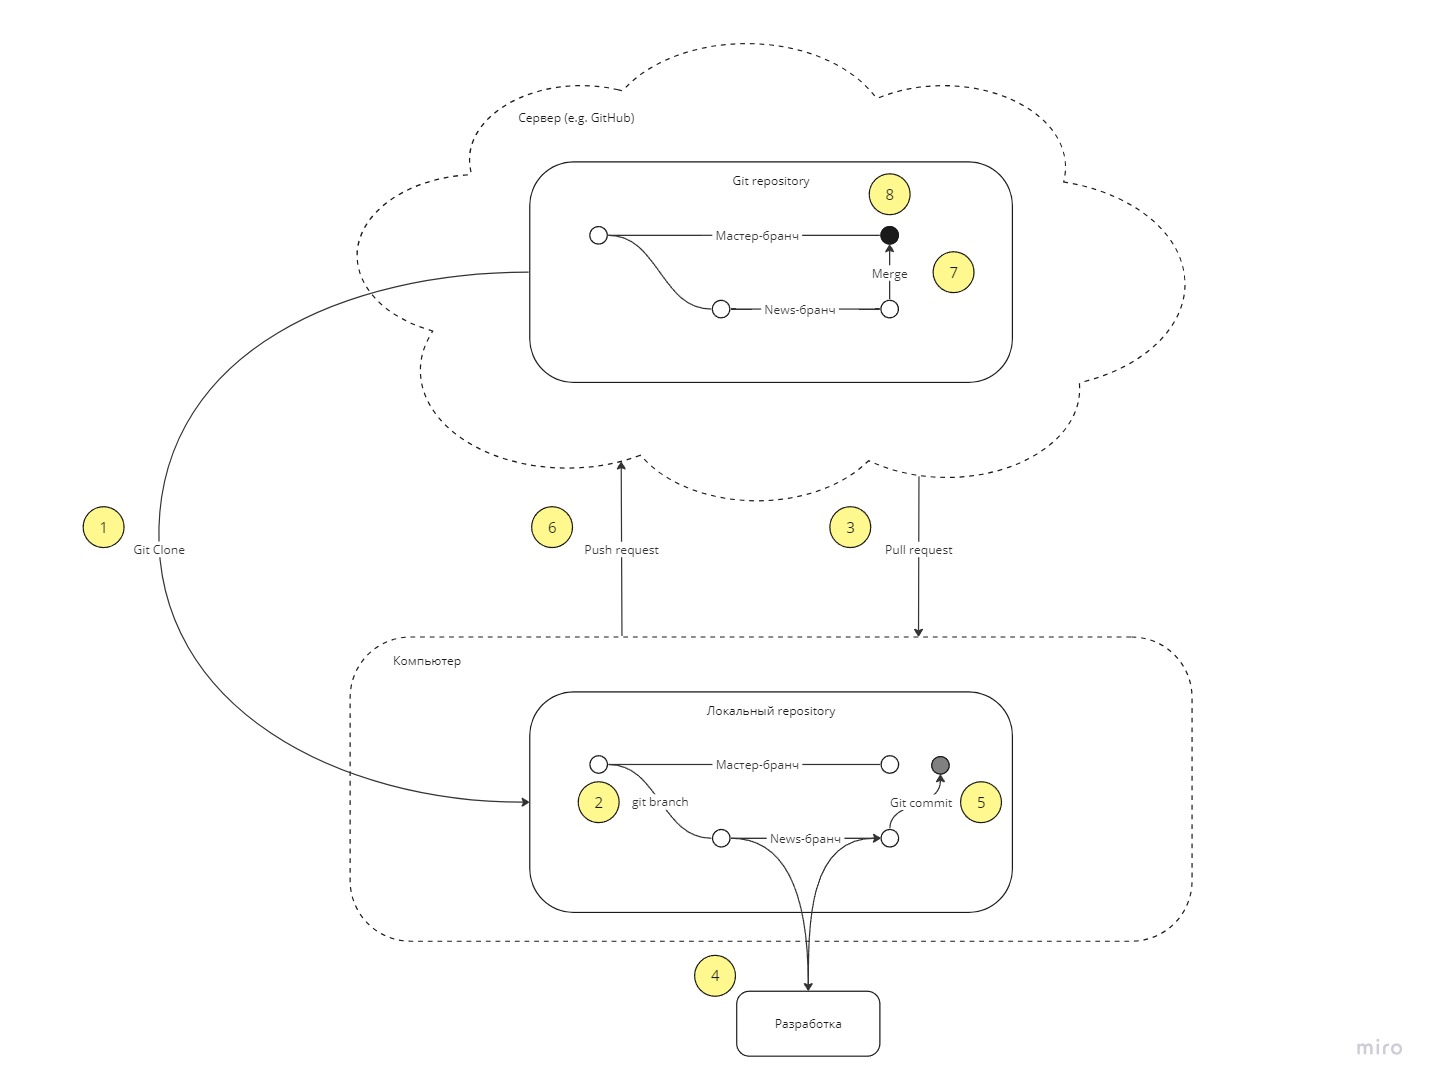 Сервер (e.g. GitHub)
Git repository
8
Мастер-бранч
Merge
7
News-бранч
1
Git Clone
6
Push request
3
Pull request
Компьютер
Локальный repository
Мастер-бранч
2
git branch
Git commit
5
News-бранч
4
Разработка
miro